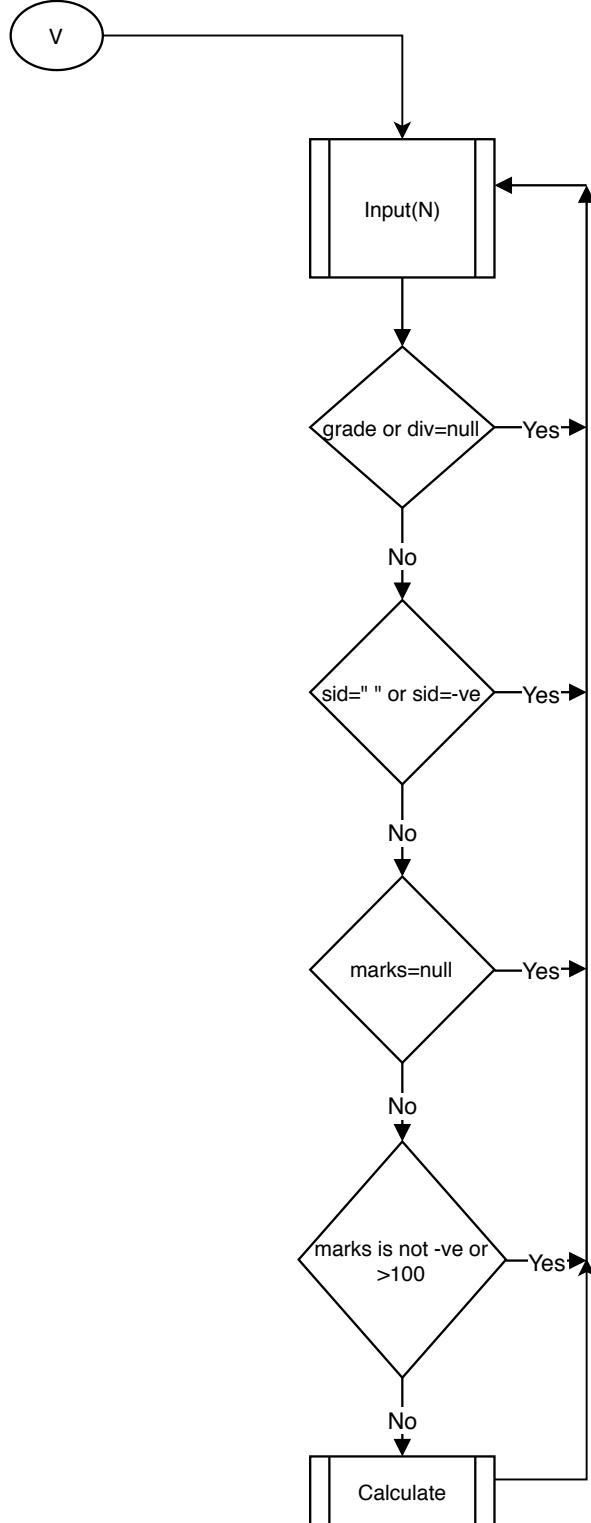 V
Input(N)
grade or div=null
Yes
No
sid=" " or sid=-ve
Yes
No
marks=null
Yes
No
marks is not -ve or
>100
Yes
No
Calculate